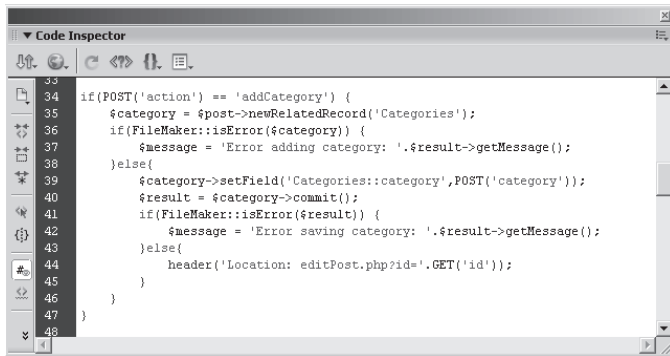 Code Inspector
33
34 if(POST('action') == 'addCategory') {
35 $category = $post->newRelatedRecord('Categories');
36 if(FileMaker::isError($category)) {
37 $message = 'Error adding category: '.$result->getMessage();
38 }else{
39 $category->setField('Categories::category',POST('category'));
40 $result = $category->commit();
41 if(FileMaker::isError($result)) {
42 $message = 'Error saving category: '.$result->getMessage();
43 }else{
44 header('Location: editPost.php?id='.GET('id'));
45 }
46 }
47 }
48